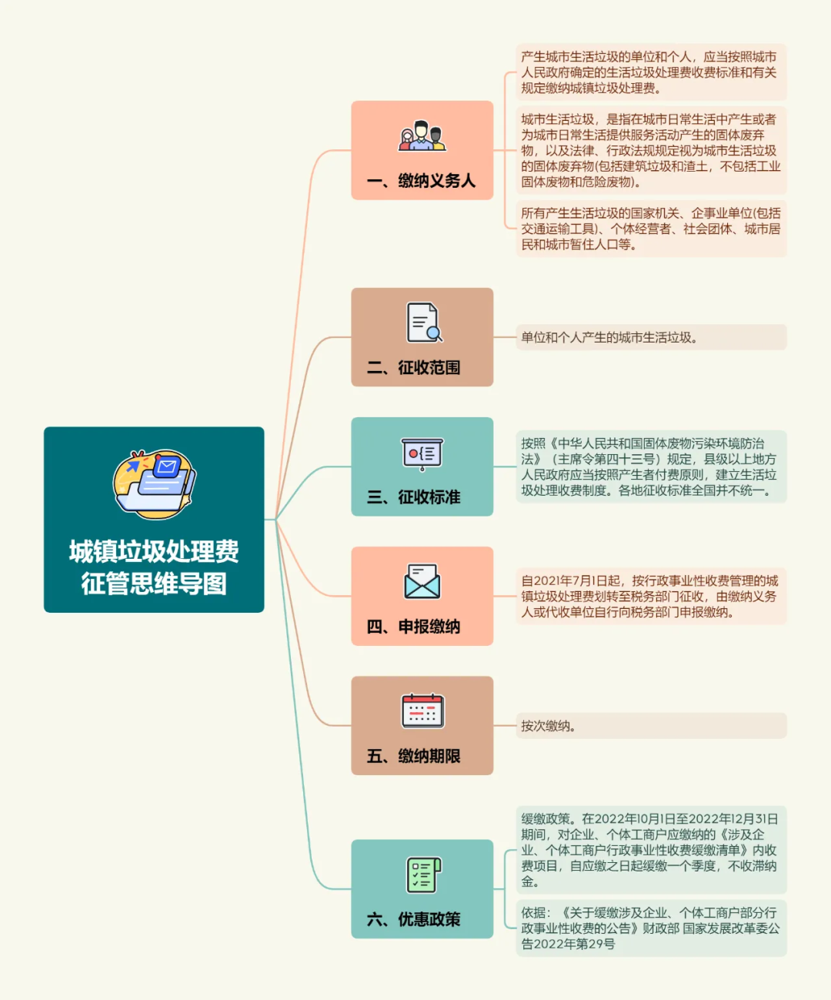 城镇垃圾处理费
征管思维导图
一、缴纳义务人
产生城市生活垃圾的单位和个人，应当按照城市
人民政府确定的生活垃圾处理费收费标准和有关
规定缴纳城镇垃圾处理费。
城市生活垃圾，是指在城市日常生活中产生或者
为城市日常生活提供服务活动产生的固体废弃
物，以及法律、行政法规规定视为城市生活垃圾
的固体废弃物(包括建筑垃圾和渣土，不包括工业
固体废物和危险废物)。
所有产生生活垃圾的国家机关、企事业单位(包括
交通运输工具)、个体经营者、社会团体、城市居
民和城市暂住人口等。
二、征收范围
单位和个人产生的城市生活垃圾。
三、征收标准
按照《中华人民共和国固体废物污染环境防治
法》（主席令第四十三号）规定，县级以上地方
人民政府应当按照产生者付费原则，建立生活垃
圾处理收费制度。各地征收标准全国并不统一。
四、申报缴纳
自2021年7月1日起，按行政事业性收费管理的城
镇垃圾处理费划转至税务部门征收，由缴纳义务
人或代收单位自行向税务部门申报缴纳。
五、缴纳期限
按次缴纳。
六、优惠政策
缓缴政策。在2022年10月1日至2022年12月31日
期间，对企业、个体工商户应缴纳的《涉及企
业、个体工商户行政事业性收费缓缴清单》内收
费项目，自应缴之日起缓缴一个季度，不收滞纳
金。
依据：《关于缓缴涉及企业、个体工商户部分行
政事业性收费的公告》财政部 国家发展改革委公
告2022年第29号